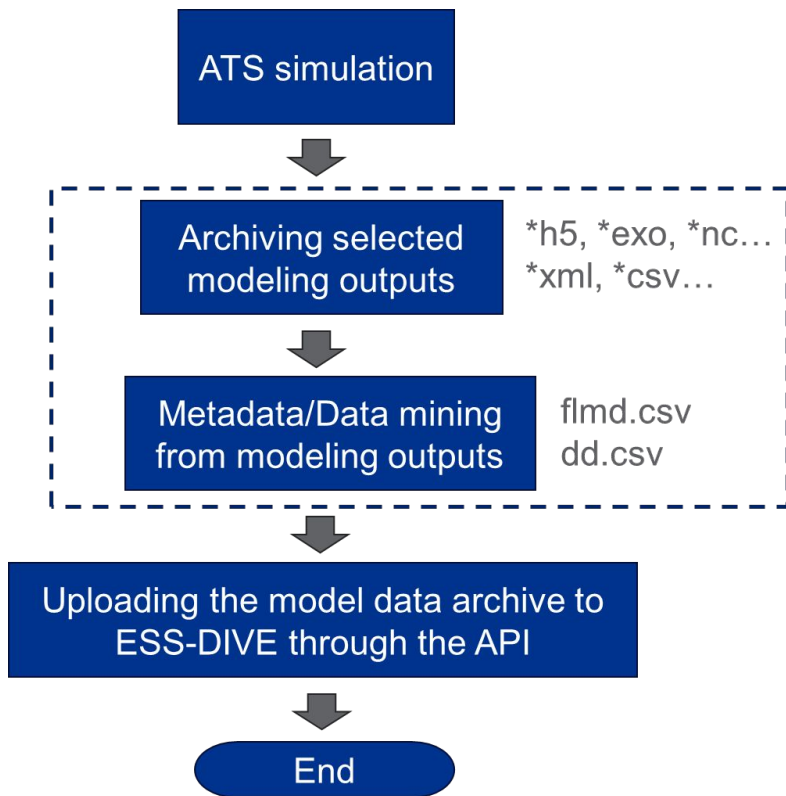 ATS simulation
Archiving selected
modeling outputs
*h5, *exo, *nc…
*xml, *csv…
Metadata/Data mining
from modeling outputs
flmd.csv
dd.csv
Uploading the model data archive to
ESS-DIVE through the API
End